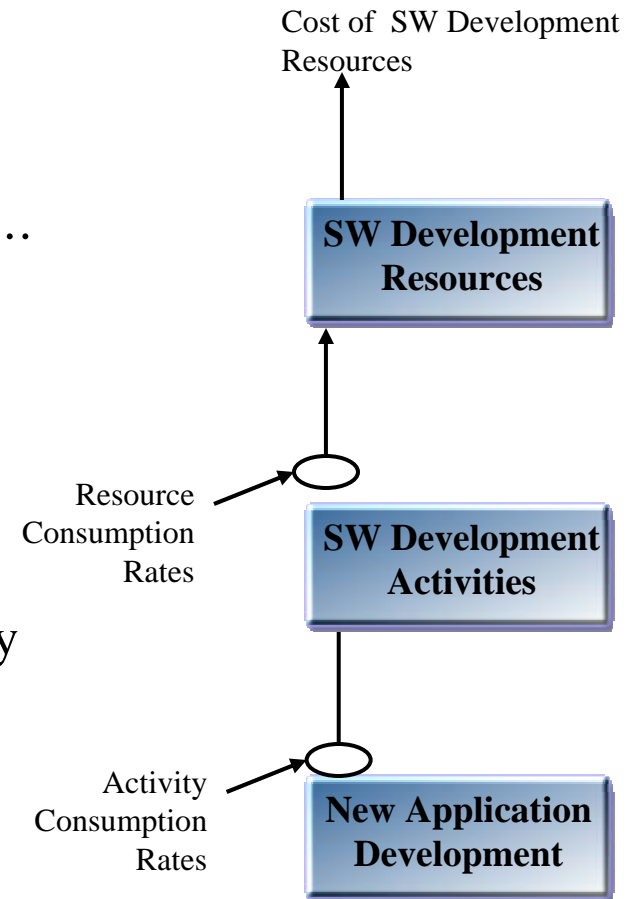 Cost of SW Development
Resources
..
SW Development
Resources
Resource
Consumption
Rates
SW Development
Activities
y
Activity
Consumption
Rates
New Application
Development